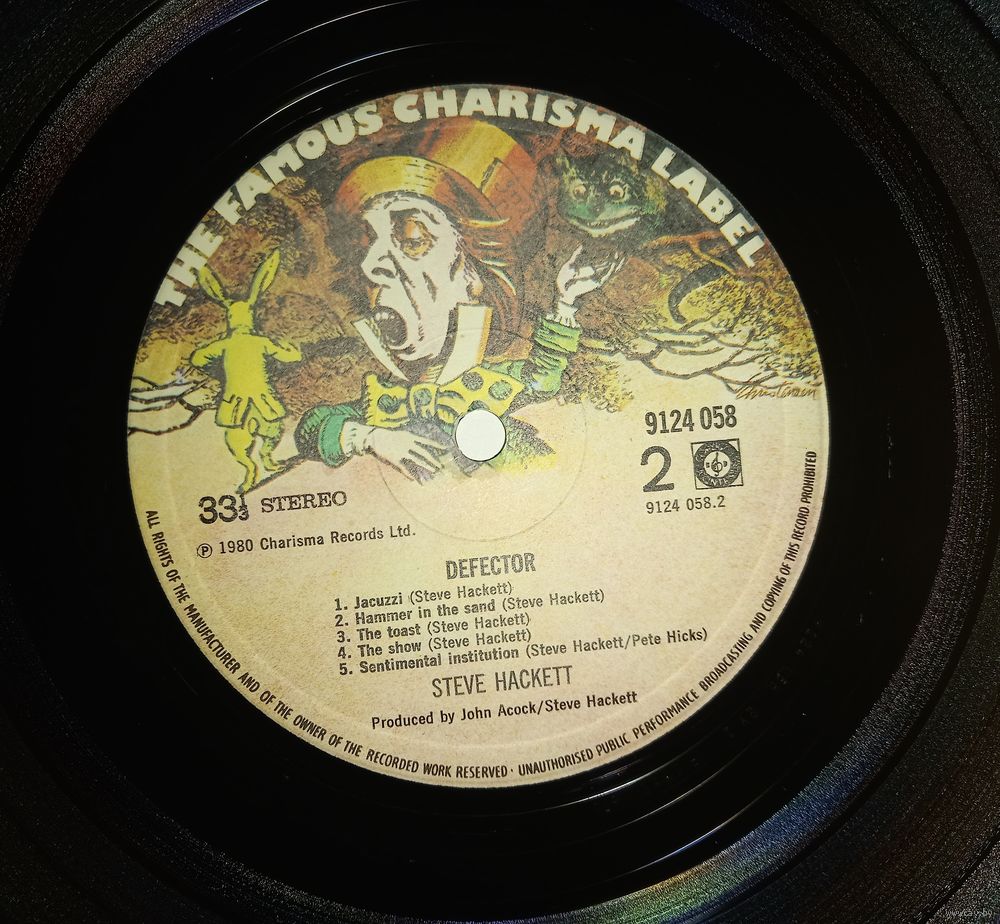 THE FAMOUS CHARISMA LABEL
Christensen
9124 058
2
9124 058.2
33⅓ STEREO
℗ 1980 Charisma Records Ltd.
DEFECTOR
1. Jacuzzi (Steve Hackett)
2. Hammer in the sand (Steve Hackett)
3. The toast (Steve Hackett)
4. The show (Steve Hackett)
5. Sentimental institution (Steve Hackett/Pete Hicks)
STEVE HACKETT
Produced by John Acock/Steve Hackett
ALL RIGHTS OF THE MANUFACTURER AND OF THE OWNER OF THE RECORDED WORK RESERVED · UNAUTHORISED PUBLIC PERFORMANCE BROADCASTING AND COPYING OF THIS RECORD PROHIBITED